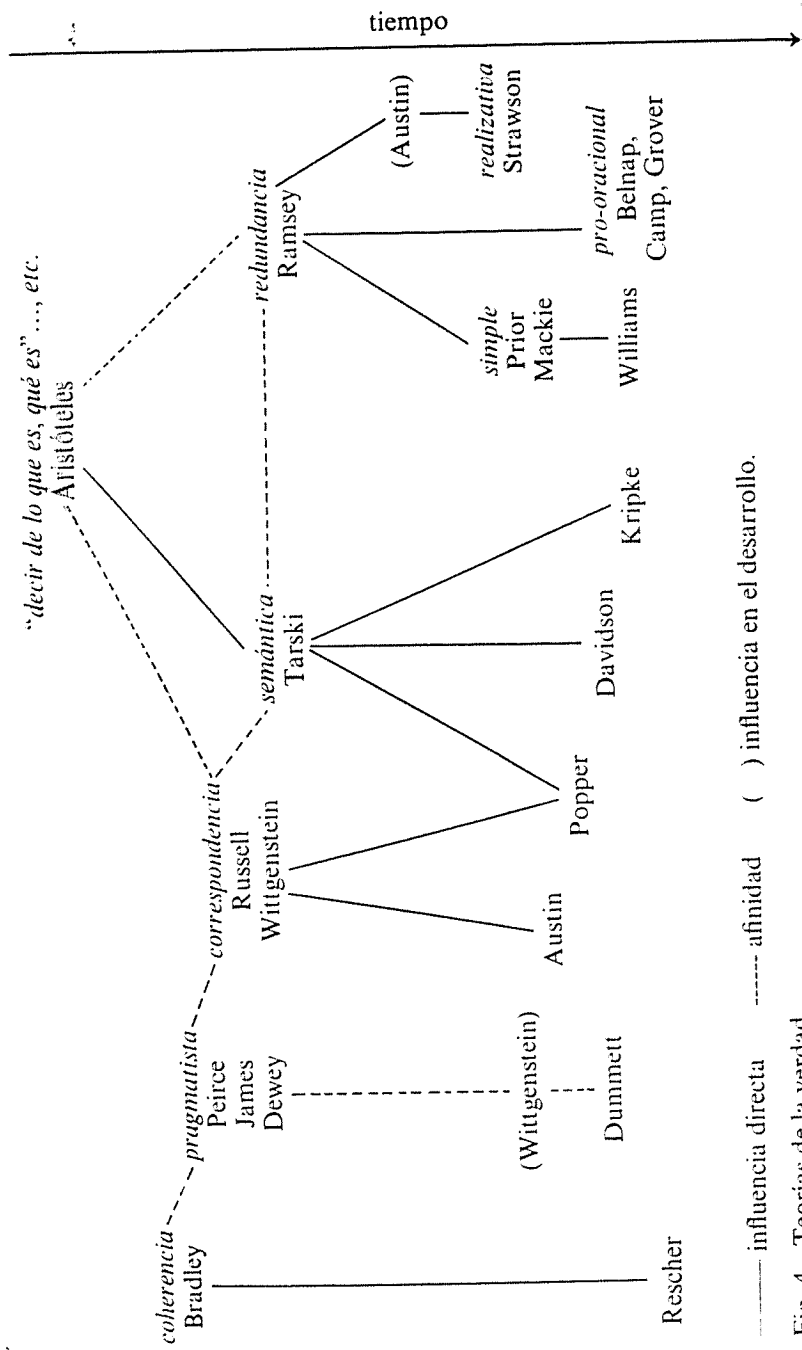 tiempo
"decir de lo que es, qué es" ..., etc.
Aristóteles
coherencia
Bradley
pragmatista
Peirce
James
Dewey
correspondencia
Russell
Wittgenstein
semántica
Tarski
redundancia
Ramsey
(Austin)
realizativa
Strawson
simple
Prior
Mackie
Williams
pro-oracional
Belnap,
Camp, Grover
(Wittgenstein)
Dummett
Austin
Popper
Davidson
Kripke
Rescher
influencia directa ------ afinidad ( ) influencia en el desarrollo.
Fig. 4 Teorías de la verdad